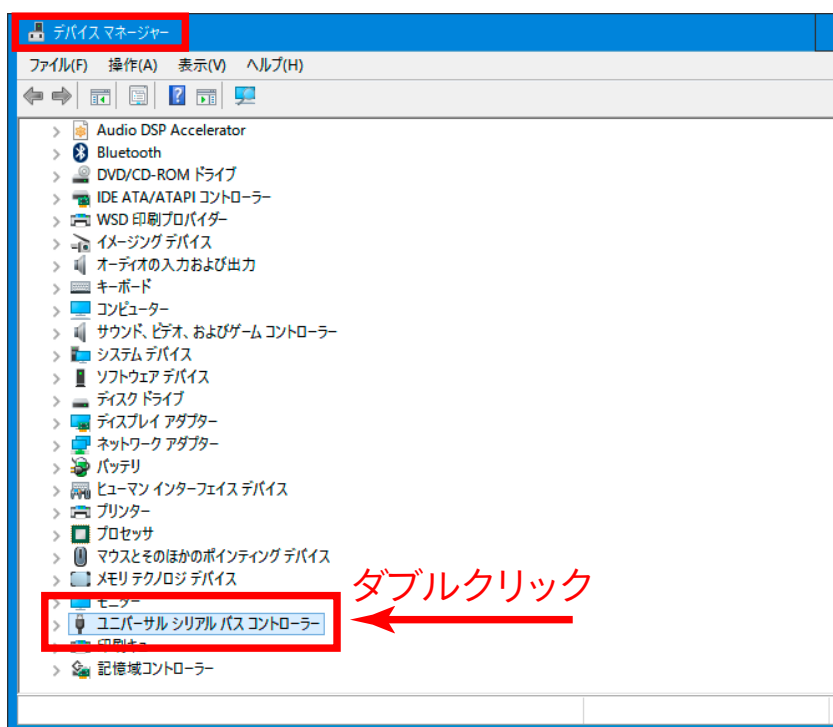 デバイス マネージャー
ファイル(F) 操作(A) 表示(V) ヘルプ(H)
Audio DSP Accelerator
Bluetooth
DVD/CD-ROM ドライブ
IDE ATA/ATAPI コントローラー
WSD 印刷プロバイダー
イメージング デバイス
オーディオの入力および出力
キーボード
コンピューター
サウンド、ビデオ、およびゲーム コントローラー
システム デバイス
ソフトウェア デバイス
ディスク ドライブ
ディスプレイ アダプター
ネットワーク アダプター
バッテリ
ヒューマン インターフェイス デバイス
プリンター
プロセッサ
マウスとそのほかのポインティング デバイス
メモリ テクノロジ デバイス
ダブルクリック
モニター
ユニバーサル シリアル バス コントローラー
印刷キュー
記憶域コントローラー